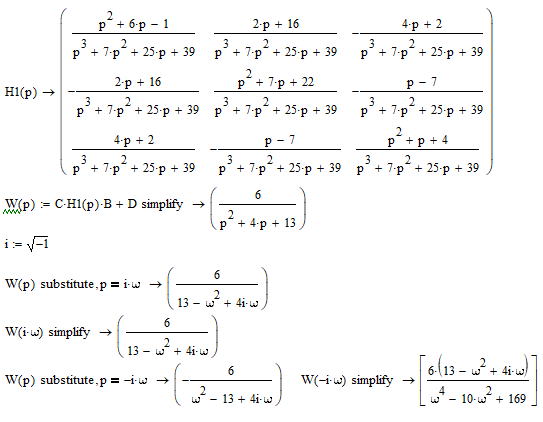 H1(p) → ( (p^2 + 6·p − 1)/(p^3 + 7·p^2 + 25·p + 39)   (2·p + 16)/(p^3 + 7·p^2 + 25·p + 39)   −(4·p + 2)/(p^3 + 7·p^2 + 25·p + 39)
−(2·p + 16)/(p^3 + 7·p^2 + 25·p + 39)   (p^2 + 7·p + 22)/(p^3 + 7·p^2 + 25·p + 39)   −(p − 7)/(p^3 + 7·p^2 + 25·p + 39)
(4·p + 2)/(p^3 + 7·p^2 + 25·p + 39)   −(p − 7)/(p^3 + 7·p^2 + 25·p + 39)   (p^2 + p + 4)/(p^3 + 7·p^2 + 25·p + 39) )
W(p) := C·H1(p)·B + D simplify → (6/(p^2 + 4·p + 13))
i := √−1
W(p) substitute,p = i·ω → (6/(13 − ω^2 + 4i·ω))
W(i·ω) simplify → (6/(13 − ω^2 + 4i·ω))
W(p) substitute,p = −i·ω → (−6/(ω^2 − 13 + 4i·ω))   W(−i·ω) simplify → [6·(13 − ω^2 + 4i·ω)/(ω^4 − 10·ω^2 + 169)]